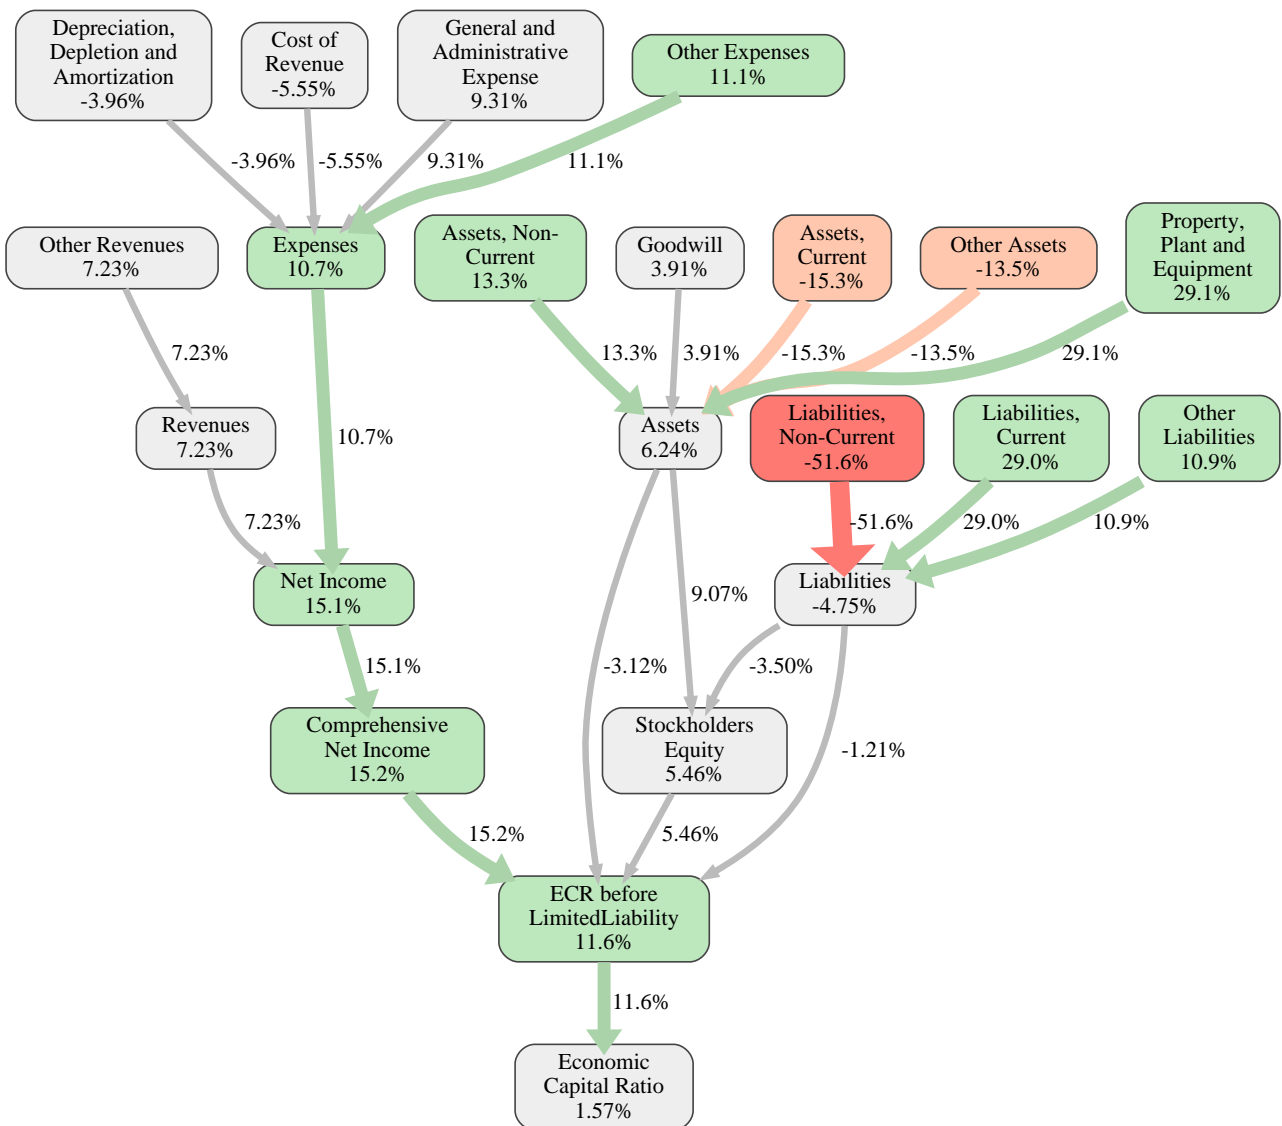 Depreciation,
Depletion and
Amortization
-3.96%
Cost of
Revenue
-5.55%
General and
Administrative
Expense
9.31%
Other Expenses
11.1%
-3.96%
-5.55%
9.31%
11.1%
Other Revenues
7.23%
Expenses
10.7%
Assets, Non-
Current
13.3%
Goodwill
3.91%
Assets,
Current
-15.3%
Other Assets
-13.5%
Property,
Plant and
Equipment
29.1%
7.23%
13.3%
3.91%
-15.3%
-13.5%
29.1%
Revenues
7.23%
10.7%
Assets
6.24%
Liabilities,
Non-Current
-51.6%
Liabilities,
Current
29.0%
Other
Liabilities
10.9%
7.23%
-51.6%
29.0%
10.9%
Net Income
15.1%
9.07%
Liabilities
-4.75%
15.1%
-3.12%
-3.50%
Comprehensive
Net Income
15.2%
Stockholders
Equity
5.46%
-1.21%
15.2%
5.46%
ECR before
LimitedLiability
11.6%
11.6%
Economic
Capital Ratio
1.57%